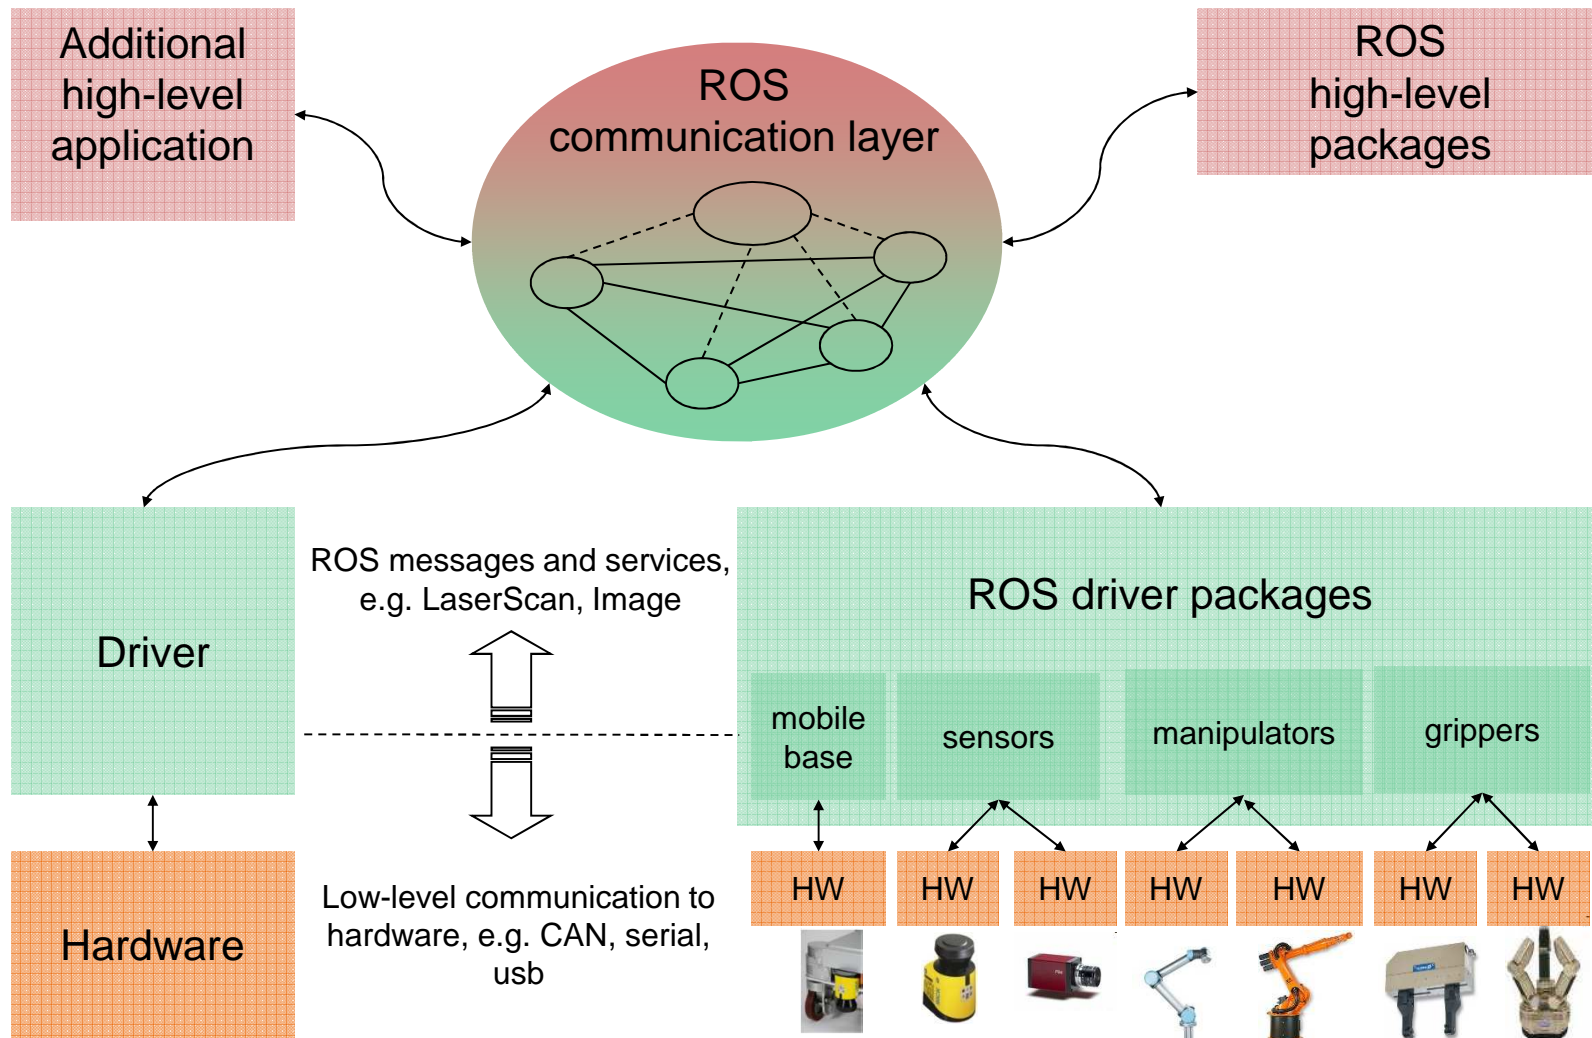 Additional
high-level
application
ROS
communication layer
ROS
high-level
packages
Driver
ROS messages and services,
e.g. LaserScan, Image
ROS driver packages
mobile
base
sensors
manipulators
grippers
Hardware
Low-level communication to
hardware, e.g. CAN, serial,
usb
HW
HW
HW
HW
HW
HW
HW